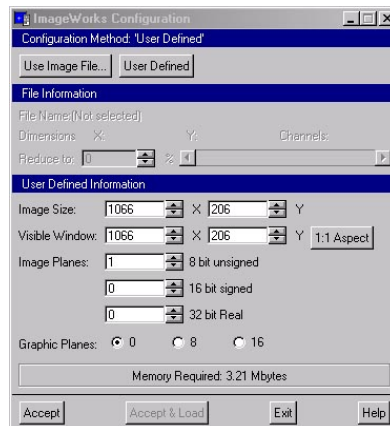 ImageWorks Configuration
Configuration Method: 'User Defined'
Use Image File... User Defined
File Information
File Name:(Not selected)
Dimensions X: Y: Channels:
Reduce to: 0 %
User Defined Information
Image Size: 1066 X 206 Y
Visible Window: 1066 X 206 Y 1:1 Aspect
Image Planes: 1 8 bit unsigned
0 16 bit signed
0 32 bit Real
Graphic Planes: 0 8 16
Memory Required: 3.21 Mbytes
Accept Accept & Load Exit Help